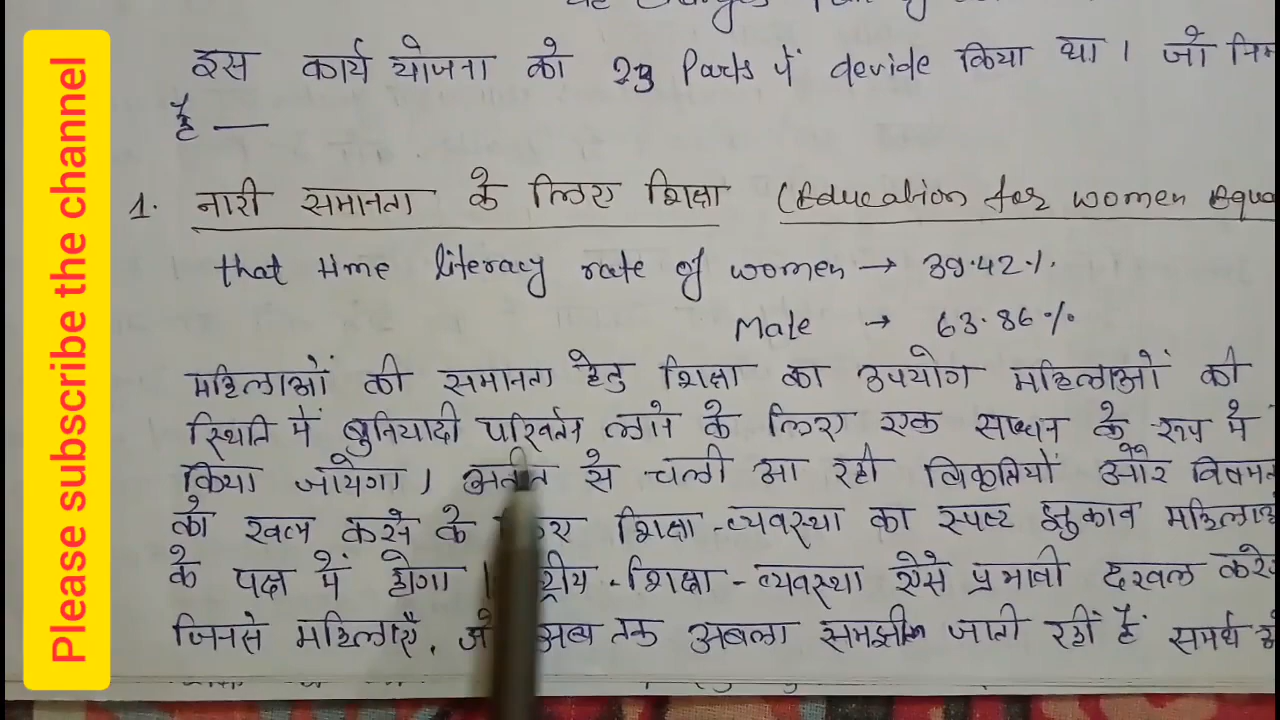 Please subscribe the channel
इस कार्य योजना को 23 Parts में devide किया था। जो
है —
1. नारी समानता के लिए शिक्षा (Education for women Equa
that time literacy rate of women → 39.42%.
Male → 63.86%
महिलाओं की समानता हेतु शिक्षा का उपयोग महिलाओं की
स्थिति में बुनियादी परिवर्तन लाने के लिए एक साधन के रूप में
किया जायेगा। अतीत से चली आ रही विकृतियों और विषमत
को खत्म करने के लिए शिक्षा-व्यवस्था का स्पष्ट झुकाव महिलाओ
के पक्ष में होगा। शिक्षा-व्यवस्था ऐसे प्रभावी दखल करे
जिनसे महिलाएँ, जो अब तक अबला समझी जाती रहीं हैं समर्थ